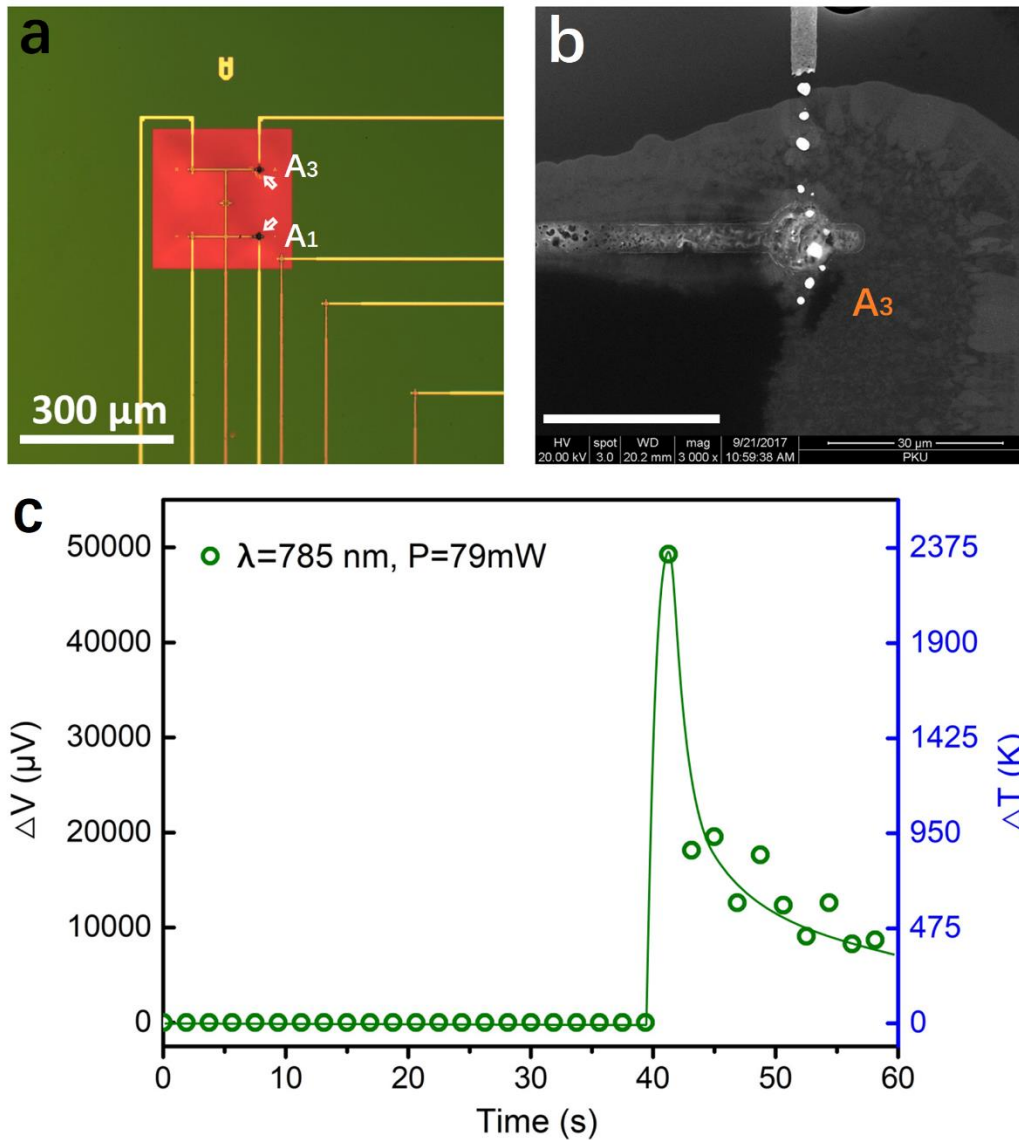 a
A3
A1
300 μm
b
A3
HV spot WD mag 9/21/2017 30 μm
20.00 kV 3.0 20.2 mm 3 000 x 10:59:38 AM PKU
c
λ=785 nm, P=79mW
50000
40000
30000
20000
10000
0
△V (μV)
2375
1900
1425
950
475
0
△T (K)
0 10 20 30 40 50 60
Time (s)